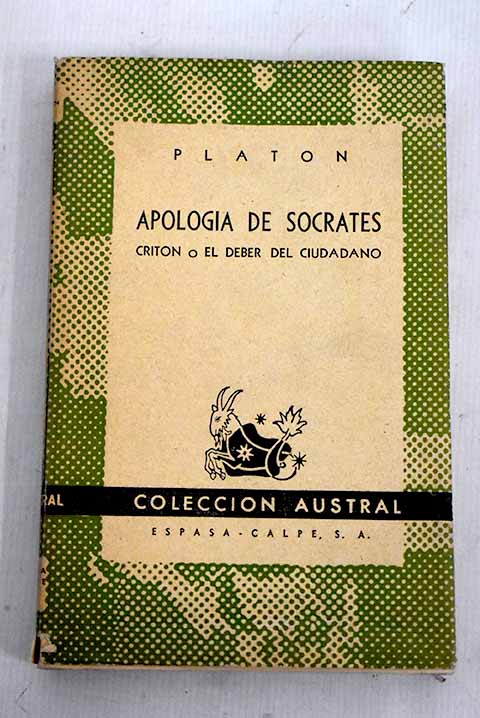 PLATON
APOLOGIA DE SOCRATES
CRITON o EL DEBER DEL CIUDADANO
RAL
COLECCION AUSTRAL
ESPASA-CALPE, S. A.